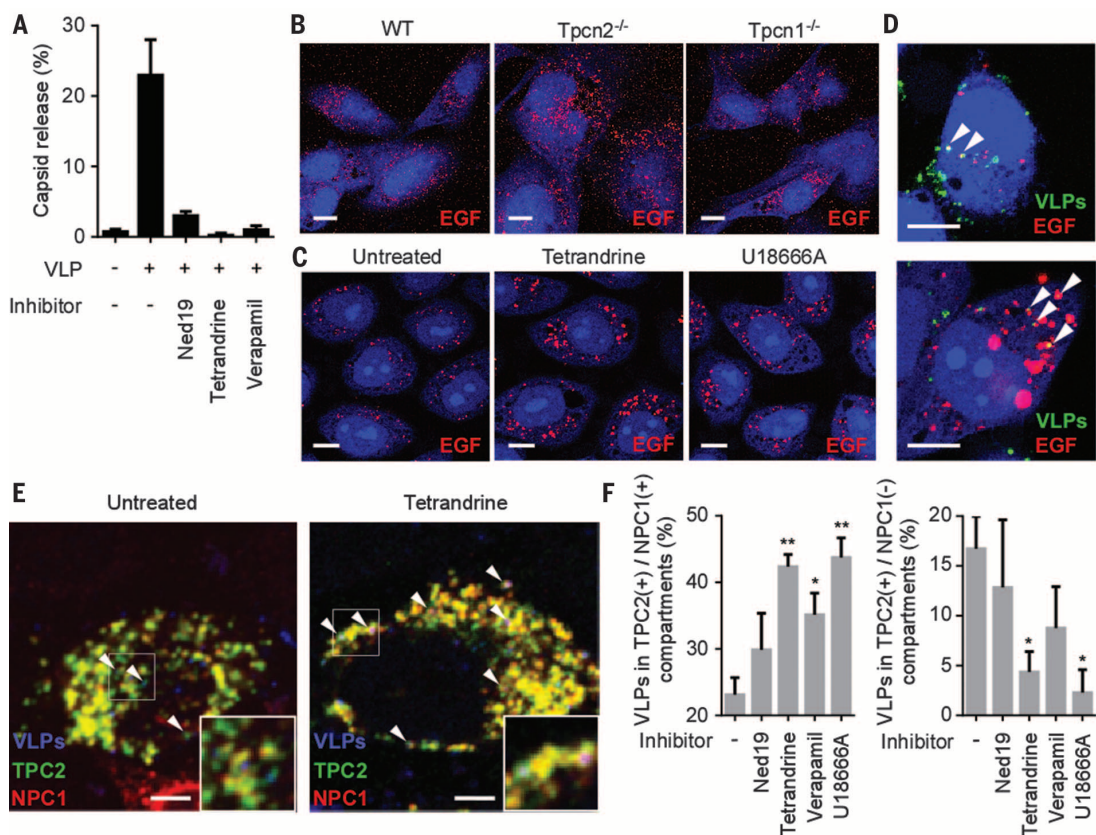 A
Capsid release (%)
30
20
10
0
VLP - + + + +
Inhibitor - - Ned19 Tetrandrine Verapamil
B
WT Tpcn2-/- Tpcn1-/-
EGF EGF EGF
C
Untreated Tetrandrine U18666A
EGF EGF EGF
D
VLPs
EGF
VLPs
EGF
E
Untreated Tetrandrine
VLPs
TPC2
NPC1
VLPs
TPC2
NPC1
F
VLPs in TPC2(+) / NPC1(+)
compartments (%)
50
40
30
20
Inhibitor - Ned19 Tetrandrine Verapamil U18666A
** * **
VLPs in TPC2(+) / NPC1(-)
compartments (%)
20
15
10
5
0
Inhibitor - Ned19 Tetrandrine Verapamil U18666A
* *